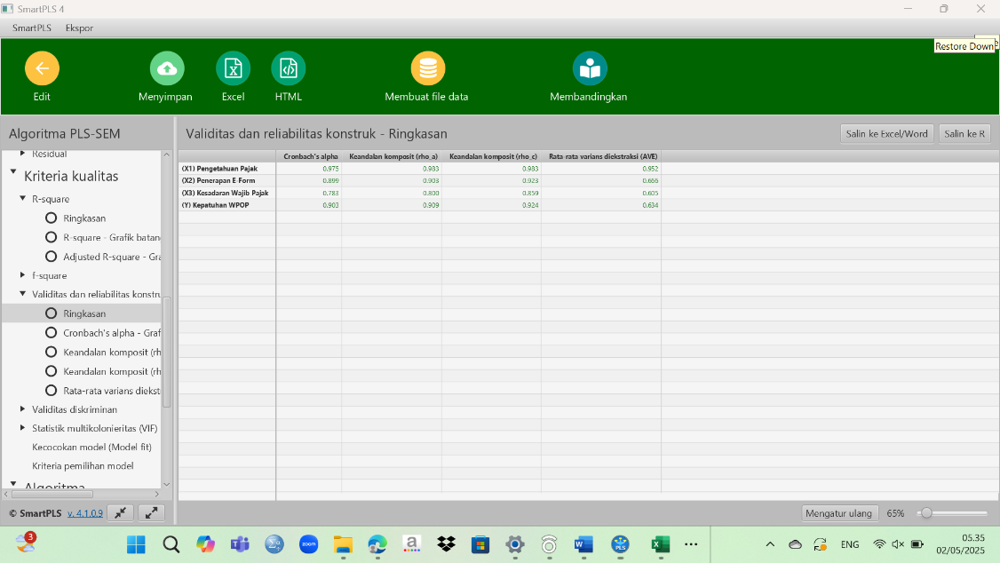 SmartPLS 4
SmartPLS Ekspor
Restore Down
Edit Menyimpan Excel HTML Membuat file data Membandingkan
Algoritma PLS-SEM
Validitas dan reliabilitas konstruk - Ringkasan
Salin ke Excel/Word Salin ke R
Residual
Kriteria kualitas
R-square
Ringkasan
R-square - Grafik batan
Adjusted R-square - Gra
f-square
Validitas dan reliabilitas konstru
Ringkasan
Cronbach's alpha - Graf
Keandalan komposit (rh
Keandalan komposit (rh
Rata-rata varians diekst
Validitas diskriminan
Statistik multikolonieritas (VIF)
Kecocokan model (Model fit)
Kriteria pemilihan model
Algoritma
Cronbach's alpha Keandalan komposit (rho_a) Keandalan komposit (rho_c) Rata-rata varians diekstraksi (AVE)
(X1) Pengetahuan Pajak 0.975 0.983 0.983 0.952
(X2) Penerapan E-Form 0.899 0.903 0.923 0.666
(X3) Kesadaran Wajib Pajak 0.783 0.800 0.859 0.605
(Y) Kepatuhan WPOP 0.903 0.909 0.924 0.634
© SmartPLS v. 4.1.0.9
Mengatur ulang 65%
3
zoom
a
PLS
ENG
05.35
02/05/2025